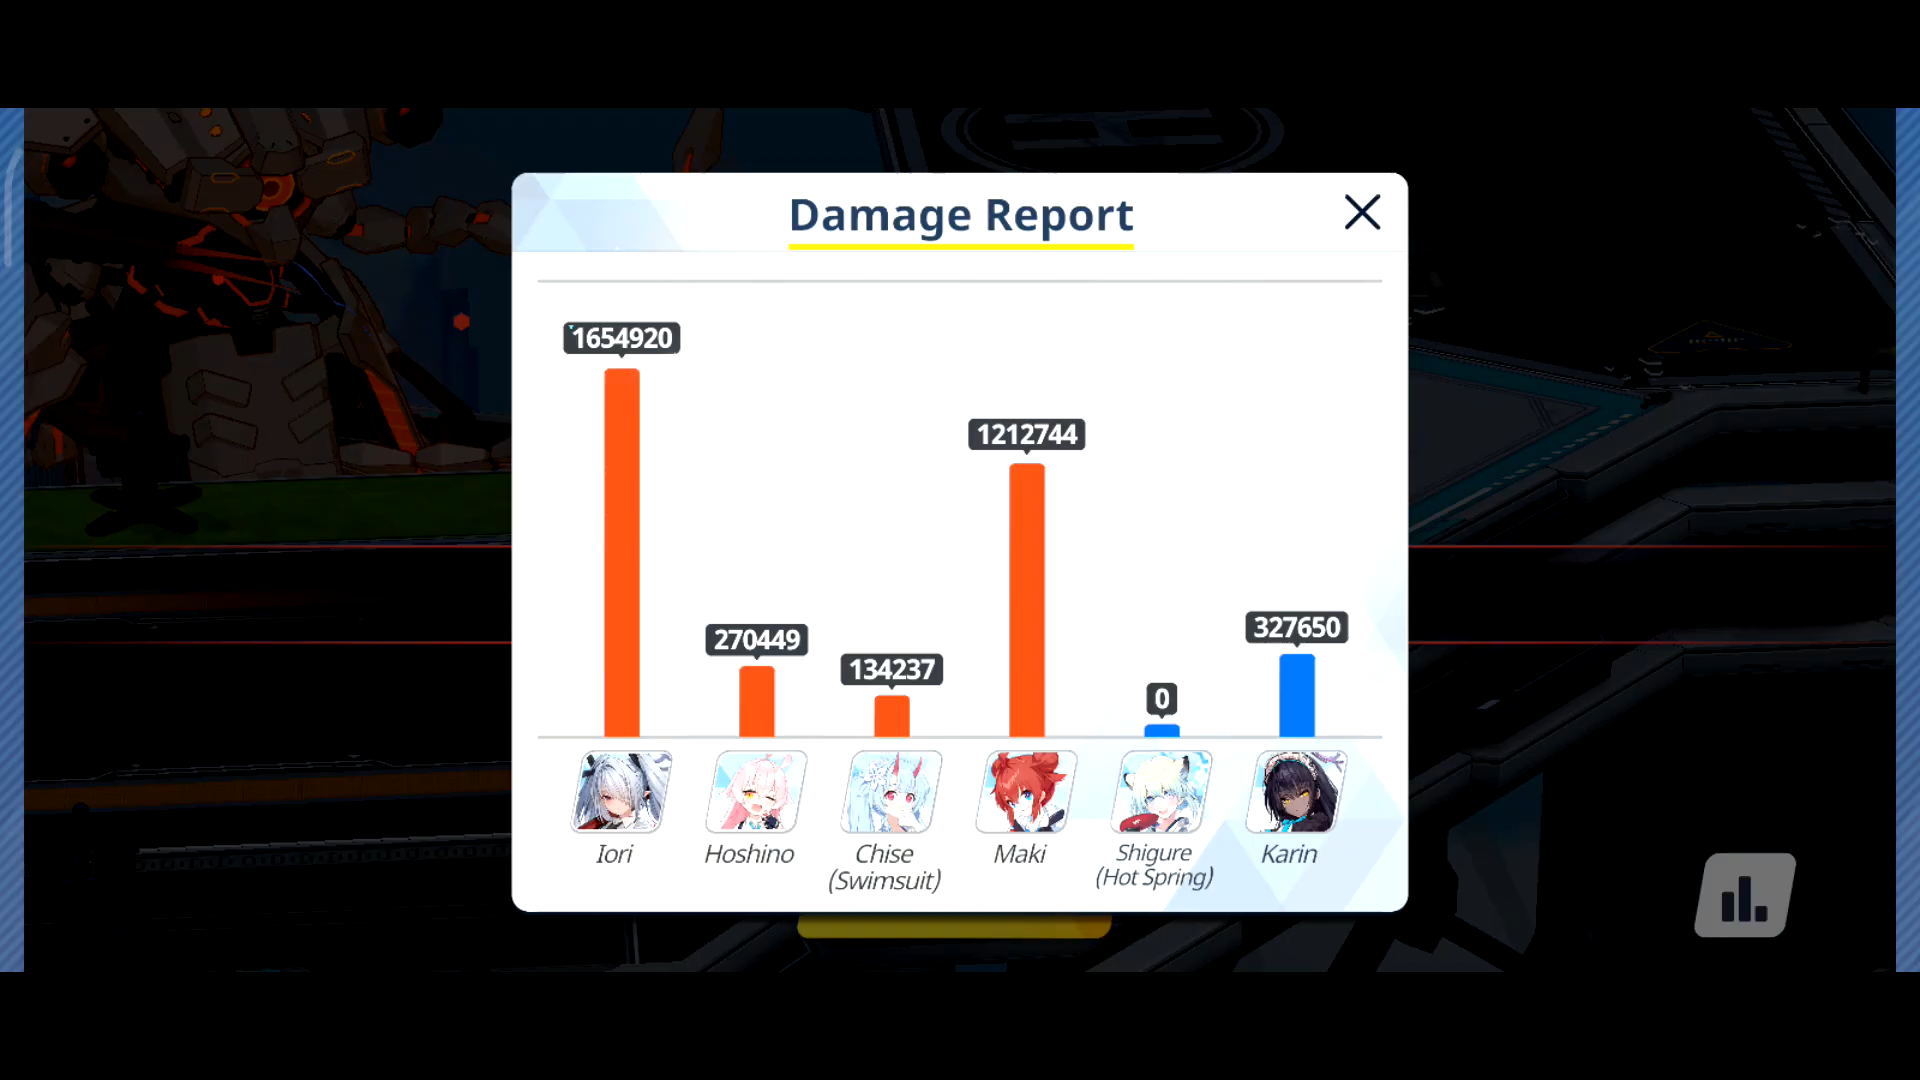 Damage Report
1654920
270449
134237
1212744
0
327650
Iori
Hoshino
Chise
(Swimsuit)
Maki
Shigure
(Hot Spring)
Karin